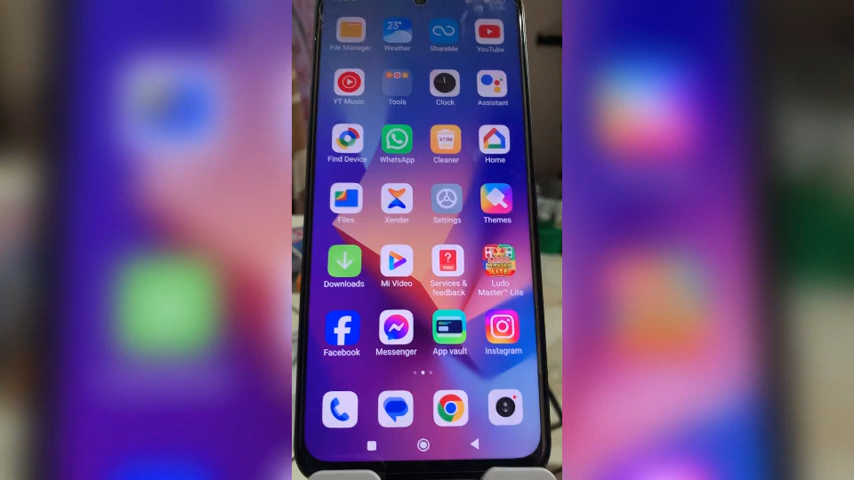 File Manager
23°
Weather
ShareMe
YouTube
YT Music
Tools
Clock
Assistant
Find Device
WhatsApp
Cleaner
Home
Files
Xender
Settings
Themes
Downloads
Mi Video
Services &
feedback
Ludo
Master™ Lite
Facebook
Messenger
App vault
Instagram